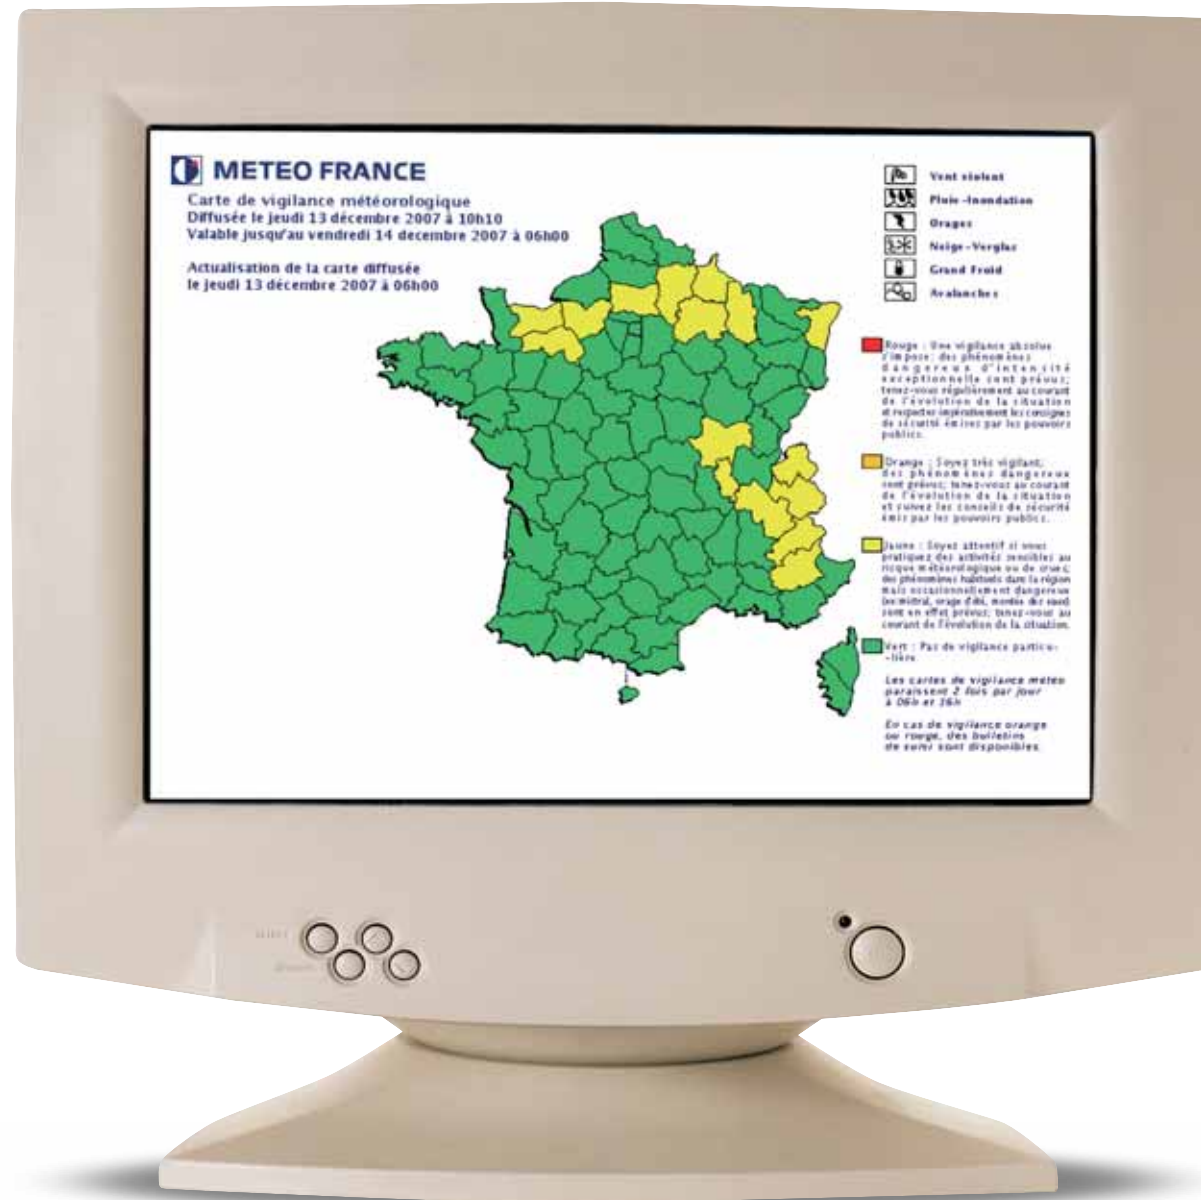 METEO FRANCE
Carte de vigilance météorologique
Diffusée le jeudi 13 décembre 2007 à 10h10
Valable jusqu'au vendredi 14 decembre 2007 à 06h00
Actualisation de la carte diffusée
le jeudi 13 décembre 2007 à 06h00
Vent violent
Pluie-Inondation
Orages
Neige-Verglas
Grand Froid
Avalanches
Rouge : Une vigilance absolue
s'impose; des phénomènes
dangereux d'intensité
exceptionnelle sont prévus;
tenez-vous régulièrement au courant
de l'évolution de la situation
et respectez impérativement les consignes
de sécurité émises par les pouvoirs
publics.
Orange : Soyez très vigilant;
des phénomènes dangereux
sont prévus; tenez-vous au courant
de l'évolution de la situation
et suivez les conseils de sécurité
émis par les pouvoirs publics.
Jaune : Soyez attentif si vous
pratiquez des activités sensibles au
risque météorologique ou de crues;
des phénomènes habituels dans la région
mais occasionnellement dangereux
(ex mistral, orage d'été, montée des eaux)
sont en effet prévus; tenez-vous au
courant de l'évolution de la situation.
Vert : Pas de vigilance particu-
-lière
Les cartes de vigilance météo
paraissent 2 fois par jour
à 06h et 16h
En cas de vigilance orange
ou rouge, des bulletins
de suivi sont disponibles